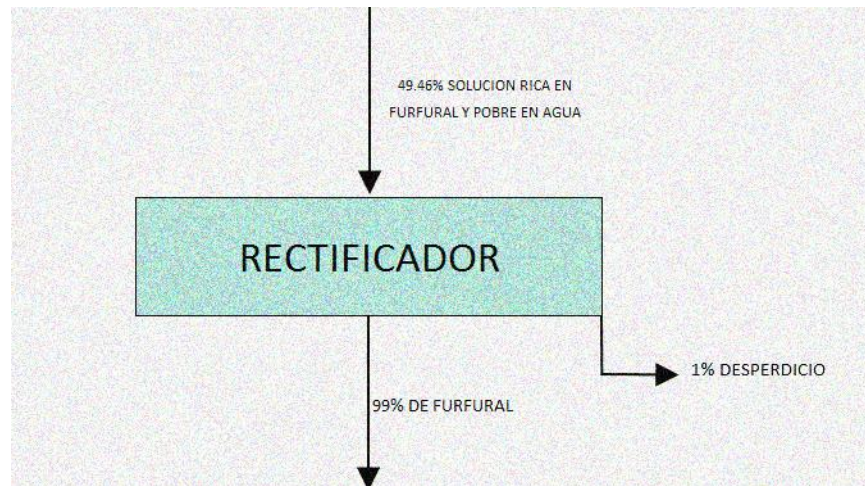 49.46% SOLUCION RICA EN
FURFURAL Y POBRE EN AGUA
RECTIFICADOR
1% DESPERDICIO
99% DE FURFURAL